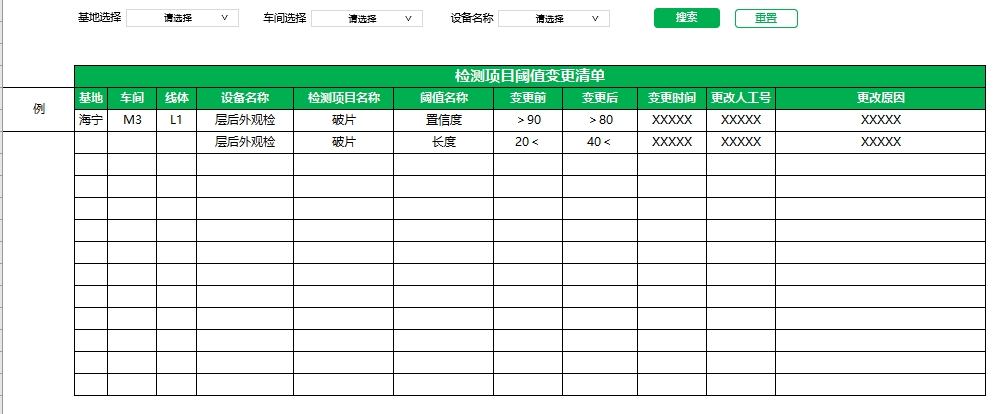 基地选择 请选择 ∨ 车间选择 请选择 ∨ 设备名称 请选择 ∨ 搜索 重置
检测项目阈值变更清单
基地 车间 线体 设备名称 检测项目名称 阈值名称 变更前 变更后 变更时间 更改人工号 更改原因
例
海宁 M3 L1 层后外观检 破片 置信度 ＞90 ＞80 XXXXX XXXXX XXXXX
层后外观检 破片 长度 20＜ 40＜ XXXXX XXXXX XXXXX